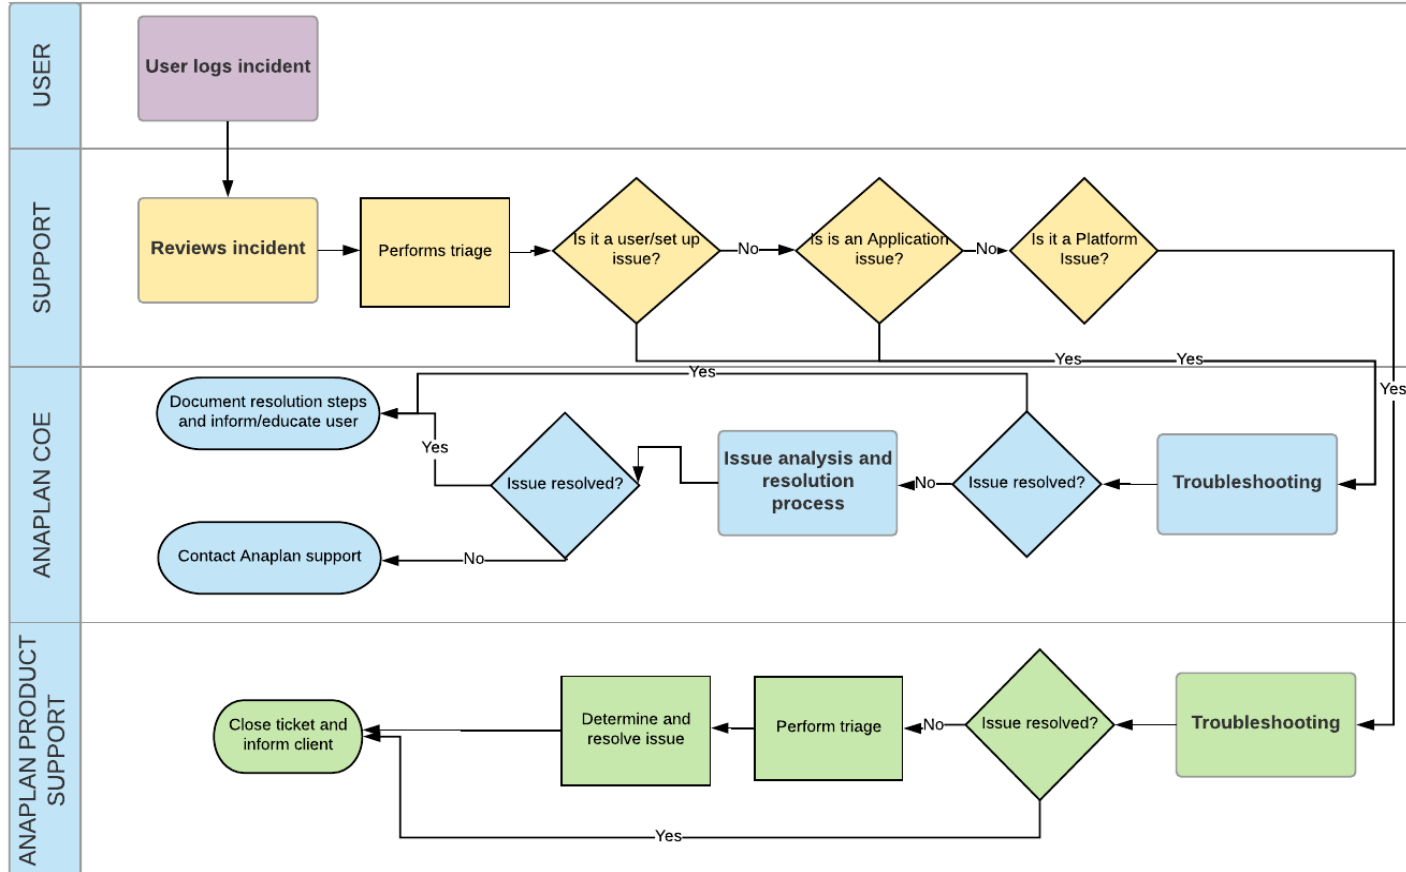 USER
User logs incident
SUPPORT
Reviews incident
Performs triage
Is it a user/set up
issue?
No
Is is an Application
issue?
No
Is it a Platform
Issue?
Yes
Yes
Yes
Yes
ANAPLAN COE
Document resolution steps
and inform/educate user
Yes
Issue resolved?
Issue analysis and
resolution
process
No
Issue resolved?
Troubleshooting
Contact Anaplan support
No
ANAPLAN PRODUCT
SUPPORT
Close ticket and
inform client
Determine and
resolve issue
Perform triage
No
Issue resolved?
Troubleshooting
Yes